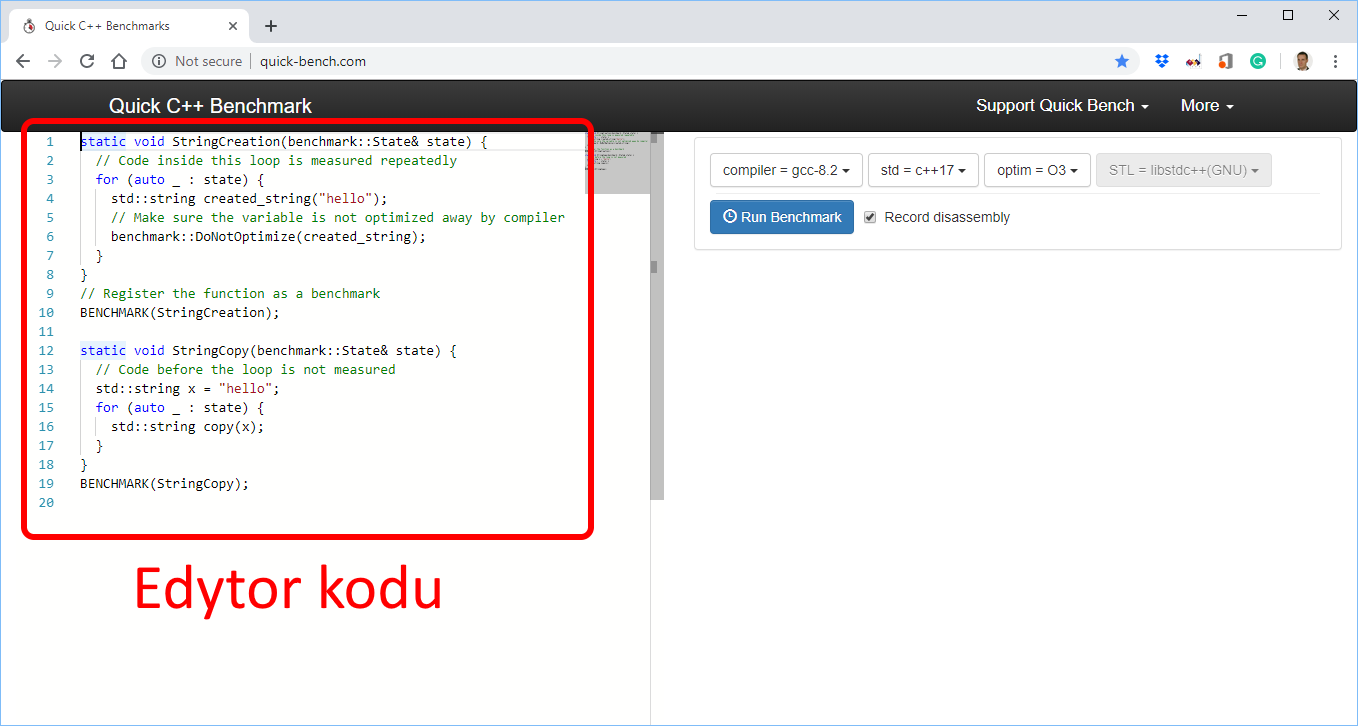 Quick C++ Benchmarks
Not secure quick-bench.com
Quick C++ Benchmark Support Quick Bench More
1 static void StringCreation(benchmark::State& state) {
2 // Code inside this loop is measured repeatedly
3 for (auto _ : state) {
4 std::string created_string("hello");
5 // Make sure the variable is not optimized away by compiler
6 benchmark::DoNotOptimize(created_string);
7 }
8 }
9 // Register the function as a benchmark
10 BENCHMARK(StringCreation);
11
12 static void StringCopy(benchmark::State& state) {
13 // Code before the loop is not measured
14 std::string x = "hello";
15 for (auto _ : state) {
16 std::string copy(x);
17 }
18 }
19 BENCHMARK(StringCopy);
20
compiler = gcc-8.2 std = c++17 optim = O3 STL = libstdc++(GNU)
Run Benchmark Record disassembly
Edytor kodu